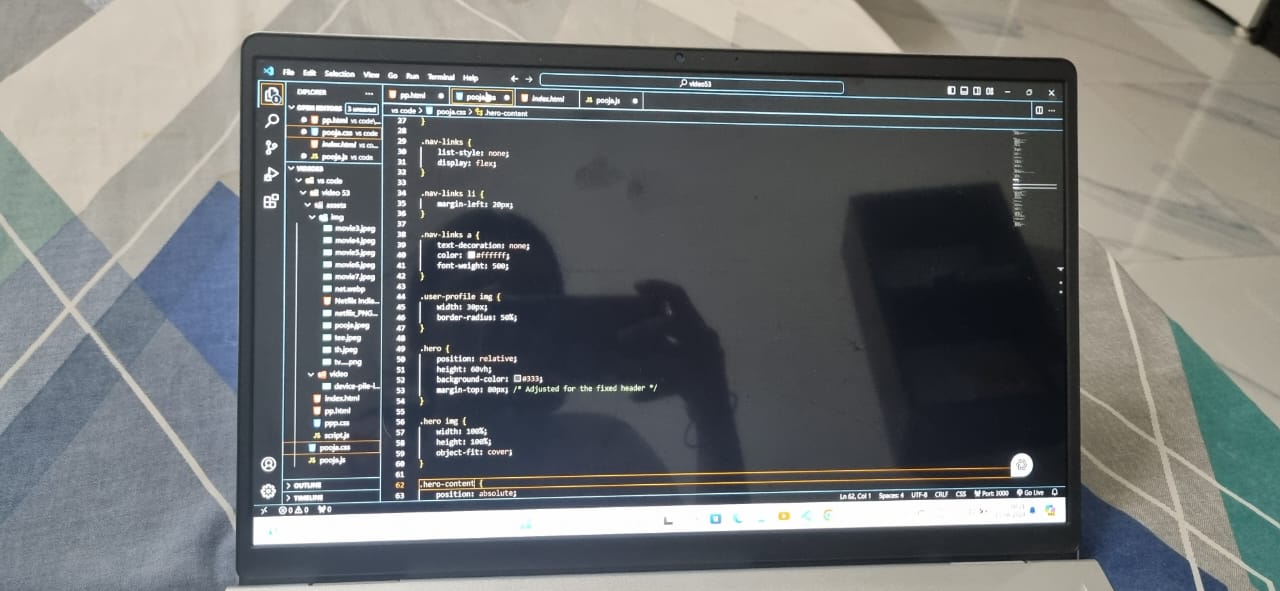 File Edit Selection View Go Run Terminal Help
video53
EXPLORER
pp.html
pooja.css
index.html
pooja.js
OPEN EDITORS 3 unsaved
pp.html vs code\...
pooja.css vs code
index.html vs co...
pooja.js vs code
vs code > pooja.css > .hero-content
vs code
video 53
assets
img
movie3.jpeg
movie4.jpeg
movie5.jpeg
movie6.jpeg
movie7.jpeg
net.webp
Netflix India...
netflix_PNG...
pooja.jpeg
tee.jpeg
th.jpeg
tv....png
video
device-pile-i...
index.html
pp.html
ppp.css
script.js
pooja.css
pooja.js
OUTLINE
TIMELINE
27 }
28
29 .nav-links {
30 list-style: none;
31 display: flex;
32 }
33
34 .nav-links li {
35 margin-left: 20px;
36 }
37
38 .nav-links a {
39 text-decoration: none;
40 color: #ffffff;
41 font-weight: 500;
42 }
43
44 .user-profile img {
45 width: 30px;
46 border-radius: 50%;
47 }
48
49 .hero {
50 position: relative;
51 height: 60vh;
52 background-color: #333;
53 margin-top: 80px; /* Adjusted for the fixed header */
54 }
55
56 .hero img {
57 width: 100%;
58 height: 100%;
59 object-fit: cover;
60 }
61
62 .hero-content {
63 position: absolute;
0 0 0
Ln 62, Col 1 Spaces: 4 UTF-8 CRLF CSS Port: 3000 Go Live